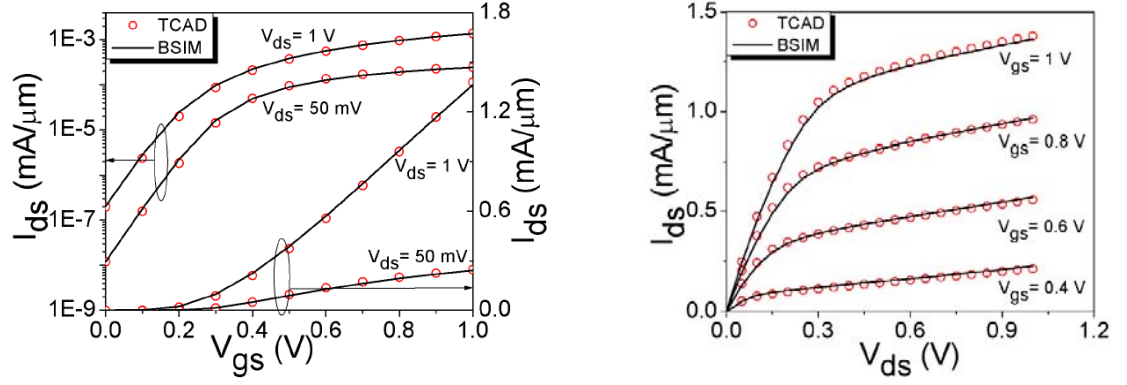 TCAD
BSIM
Vds= 1 V
Vds= 50 mV
Vds= 1 V
Vds= 50 mV
1E-3
1E-5
1E-7
1E-9
Ids (mA/μm)
1.8
1.2
0.6
0.0
Ids (mA/μm)
0.0 0.2 0.4 0.6 0.8 1.0
Vgs (V)
TCAD
BSIM
Vgs= 1 V
Vgs= 0.8 V
Vgs= 0.6 V
Vgs= 0.4 V
1.5
1.0
0.5
0.0
Ids (mA/μm)
0.0 0.3 0.6 0.9 1.2
Vds (V)